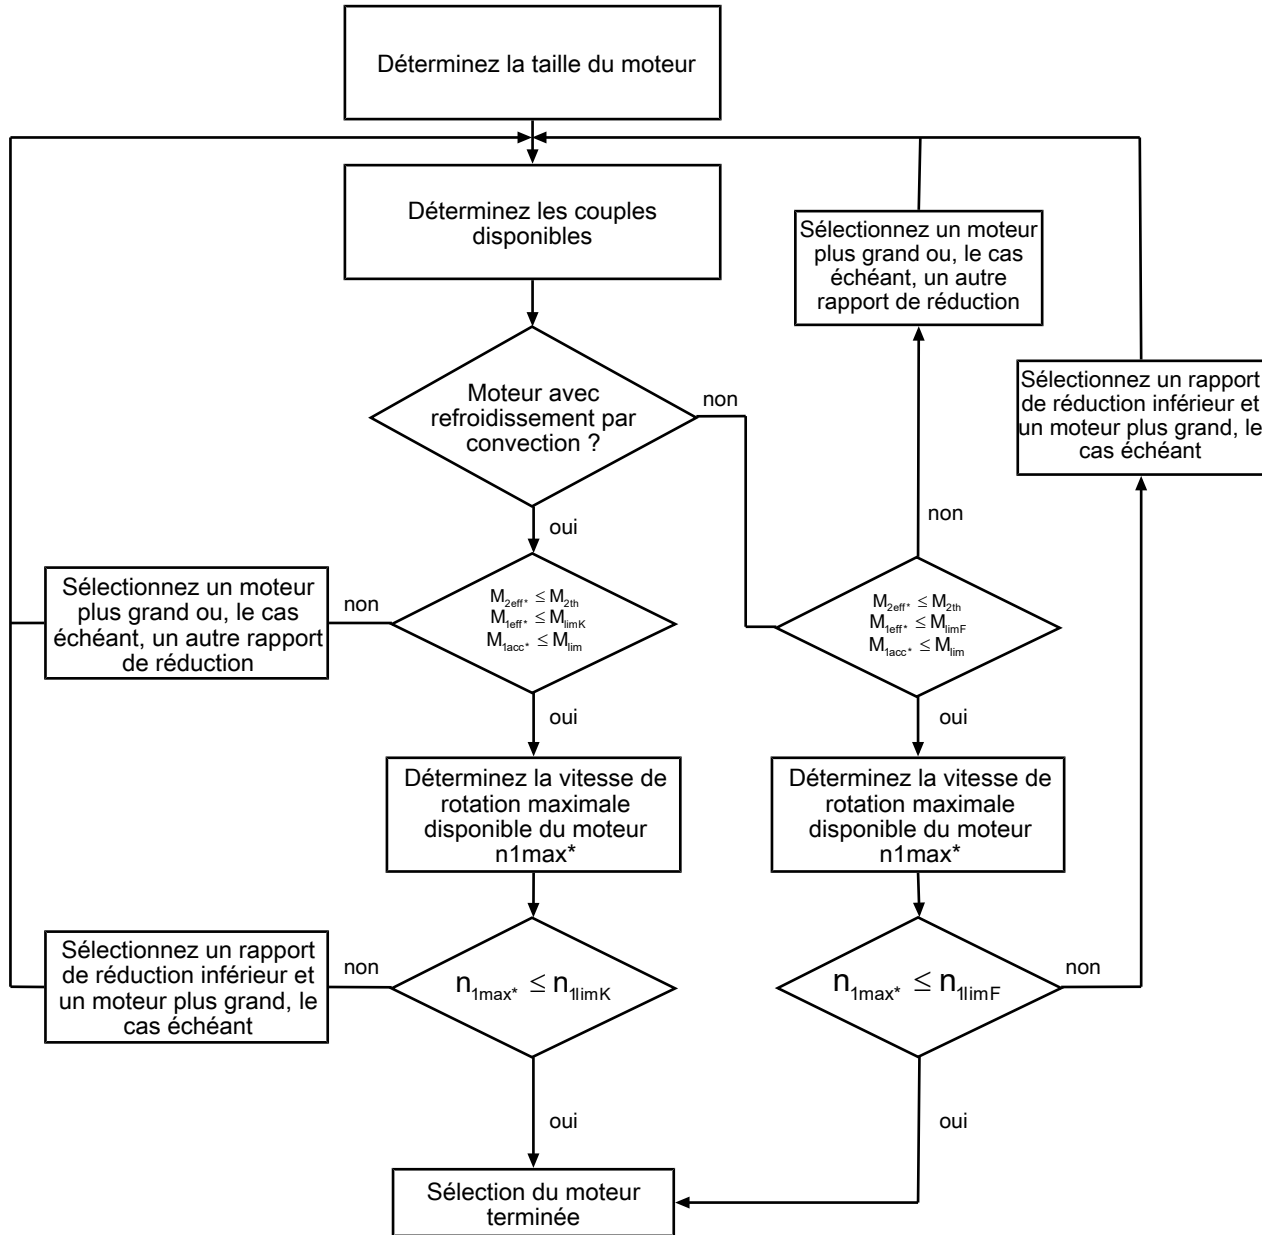 Déterminez la taille du moteur
Déterminez les couples
disponibles
Sélectionnez un moteur
plus grand ou, le cas
échéant, un autre
rapport de réduction
Sélectionnez un rapport
de réduction inférieur et
un moteur plus grand, le
cas échéant
Moteur avec
refroidissement par
convection ?
non
oui
non
Sélectionnez un moteur
plus grand ou, le cas
échéant, un autre rapport
de réduction
non
M2eff* ≤ M2th
M1eff* ≤ MlimK
M1acc* ≤ Mlim
M2eff* ≤ M2th
M1eff* ≤ MlimF
M1acc* ≤ Mlim
oui
oui
Déterminez la vitesse de
rotation maximale
disponible du moteur
n1max*
Déterminez la vitesse de
rotation maximale
disponible du moteur
n1max*
Sélectionnez un rapport
de réduction inférieur et
un moteur plus grand, le
cas échéant
non
n1max* ≤ n1limK
n1max* ≤ n1limF
non
oui
oui
Sélection du moteur
terminée